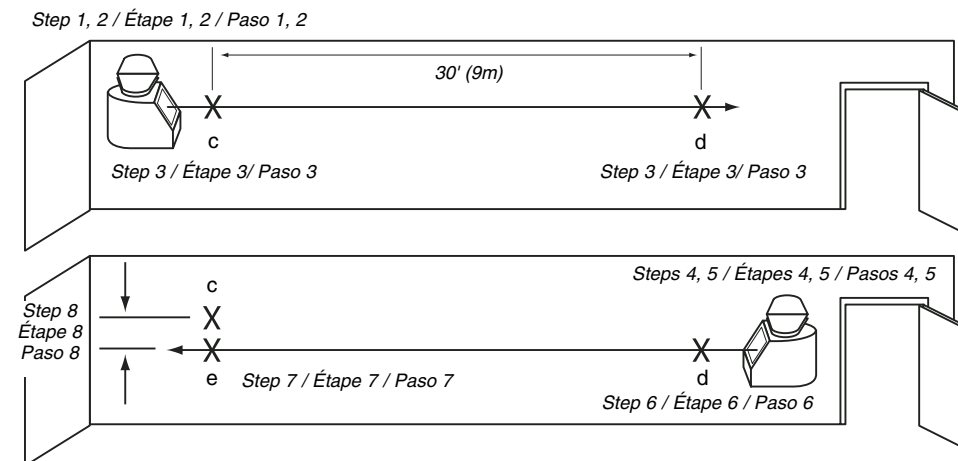 Step 1, 2 / Étape 1, 2 / Paso 1, 2
30' (9m)
X X
c d
Step 3 / Étape 3/ Paso 3 Step 3 / Étape 3/ Paso 3
Steps 4, 5 / Étapes 4, 5 / Pasos 4, 5
c
Step 8
Étape 8
Paso 8
X
X X
e d
Step 7 / Étape 7 / Paso 7
Step 6 / Étape 6 / Paso 6